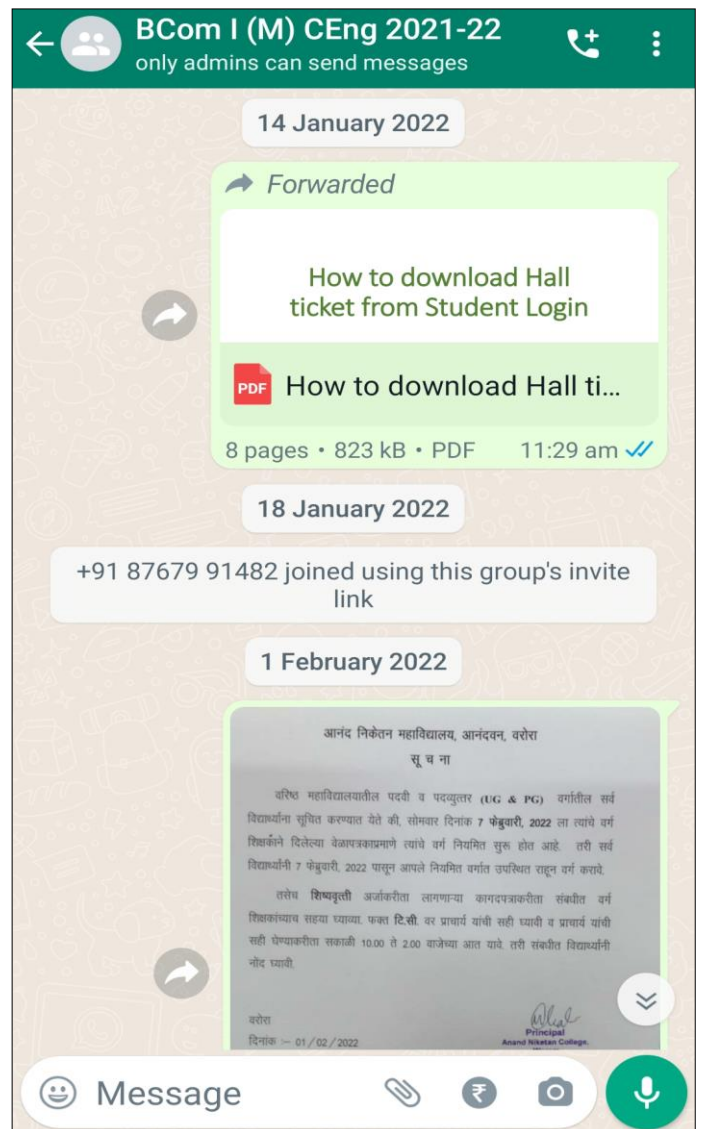 BCom I (M) CEng 2021-22
only admins can send messages
14 January 2022
Forwarded
How to download Hall
ticket from Student Login
PDF How to download Hall ti...
8 pages • 823 kB • PDF 11:29 am
18 January 2022
+91 87679 91482 joined using this group's invite
link
1 February 2022
आनंद निकेतन महाविद्यालय, आनंदवन, वरोरा
सू च ना
वरिष्ठ महाविद्यालयातील पदवी व पदव्युत्तर (UG & PG) वर्गातील सर्व
विद्यार्थ्यांना सूचित करण्यात येते की, सोमवार दिनांक 7 फेबुवारी, 2022 ला त्यांचे वर्ग
शिक्षकाने दिलेल्या वेळापत्रकाप्रमाणे त्यांचे वर्ग नियमित सुरू होत आहे. तरी सर्व
विद्यार्थ्यांनी 7 फेबुवारी, 2022 पासून आपले नियमित वर्गात उपस्थित राहून वर्ग करावे.
तसेच शिष्यवृत्ती अर्जाकरीता लागणाऱ्या कागदपत्राकरीता संबधीत वर्ग
शिक्षकांच्याच सहया घ्याव्या. फक्त टि.सी. वर प्राचार्य यांची सही घ्यावी व प्राचार्य यांची
सही घेण्याकरीता सकाळी 10.00 ते 2.00 वाजेच्या आत यावे. तरी संबधीत विद्यार्थ्यांनी
नोंद घ्यावी.
वरोरा
दिनांक :– 01/02/2022
Principal
Anand Niketan College,
Message